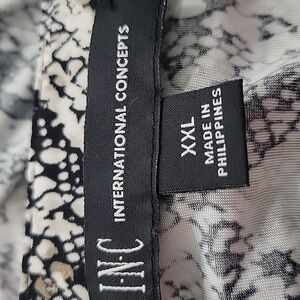 I·N·C
INTERNATIONAL CONCEPTS
XXL
MADE IN
PHILIPPINES